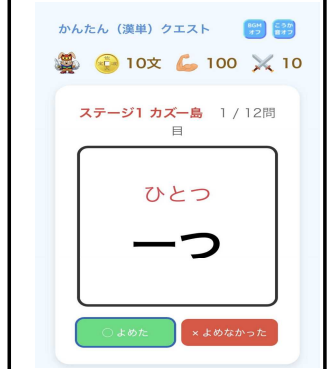 かんたん（漢単）クエスト
BGM
オフ
こうか
音オフ
10文
100
10
ステージ1 カズー島 1 / 12問
目
ひとつ
一つ
○ よめた
× よめなかった